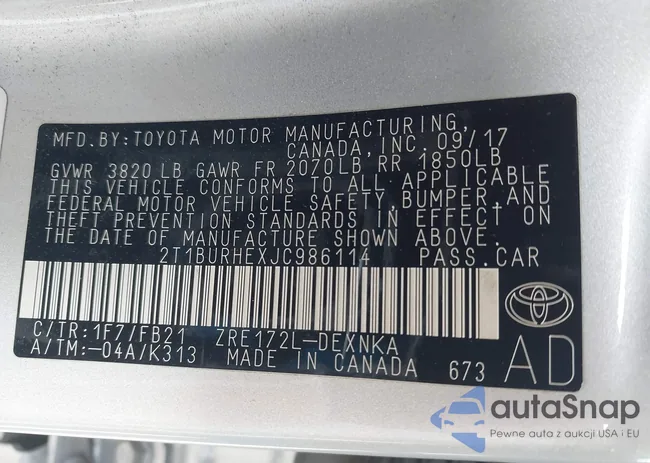 MFD.BY:TOYOTA MOTOR MANUFACTURING,
CANADA, INC. 09/17
GVWR 3820 LB GAWR FR 2070LB, RR 1850LB
THIS VEHICLE CONFORMS TO ALL APPLICABLE
FEDERAL MOTOR VEHICLE SAFETY, BUMPER, AND
THEFT PREVENTION STANDARDS IN EFFECT ON
THE DATE OF MANUFACTURE SHOWN ABOVE.
2T1BURHEXJC986114 PASS.CAR
C/TR:1F7/FB21 ZRE172L-DEXNKA
A/TM:-04A/K313 MADE IN CANADA 673 AD
autaSnap
Pewne auta z aukcji USA i EU